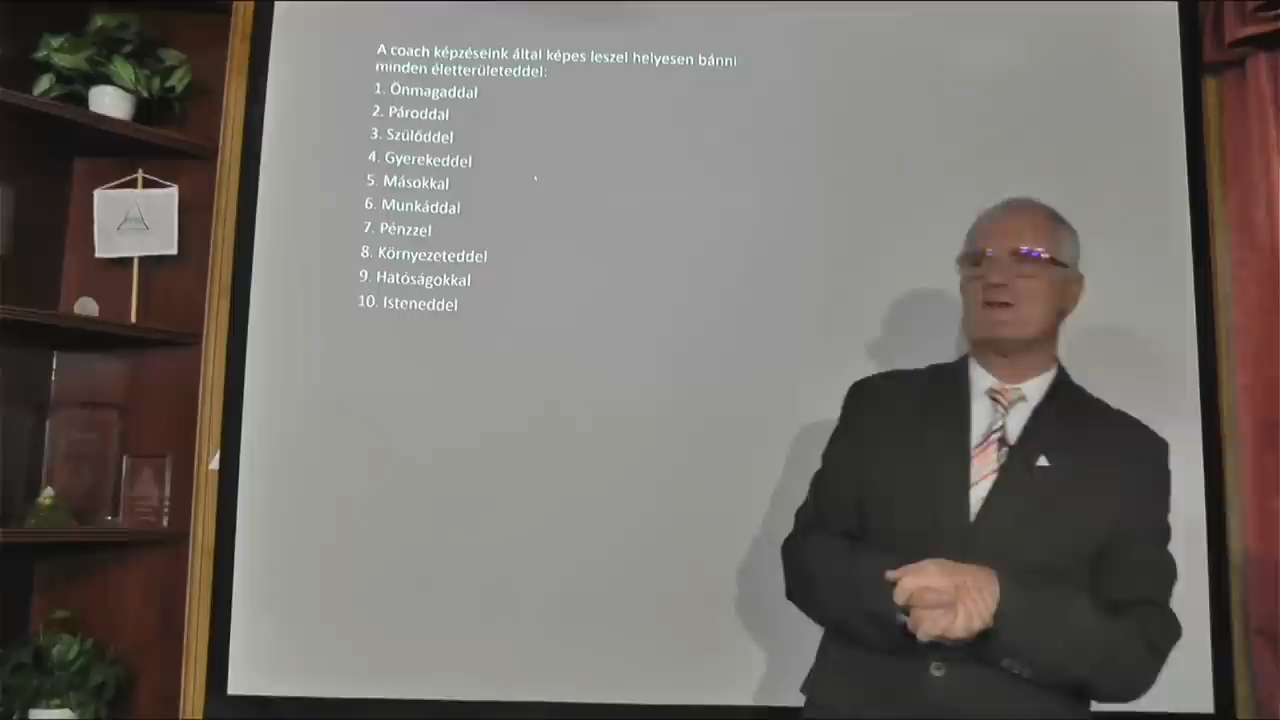 A coach képzéseink által képes leszel helyesen bánni
minden életterületeddel:
1. Önmagaddal
2. Pároddal
3. Szülőddel
4. Gyerekeddel
5. Másokkal
6. Munkáddal
7. Pénzzel
8. Környezeteddel
9. Hatóságokkal
10. Isteneddel